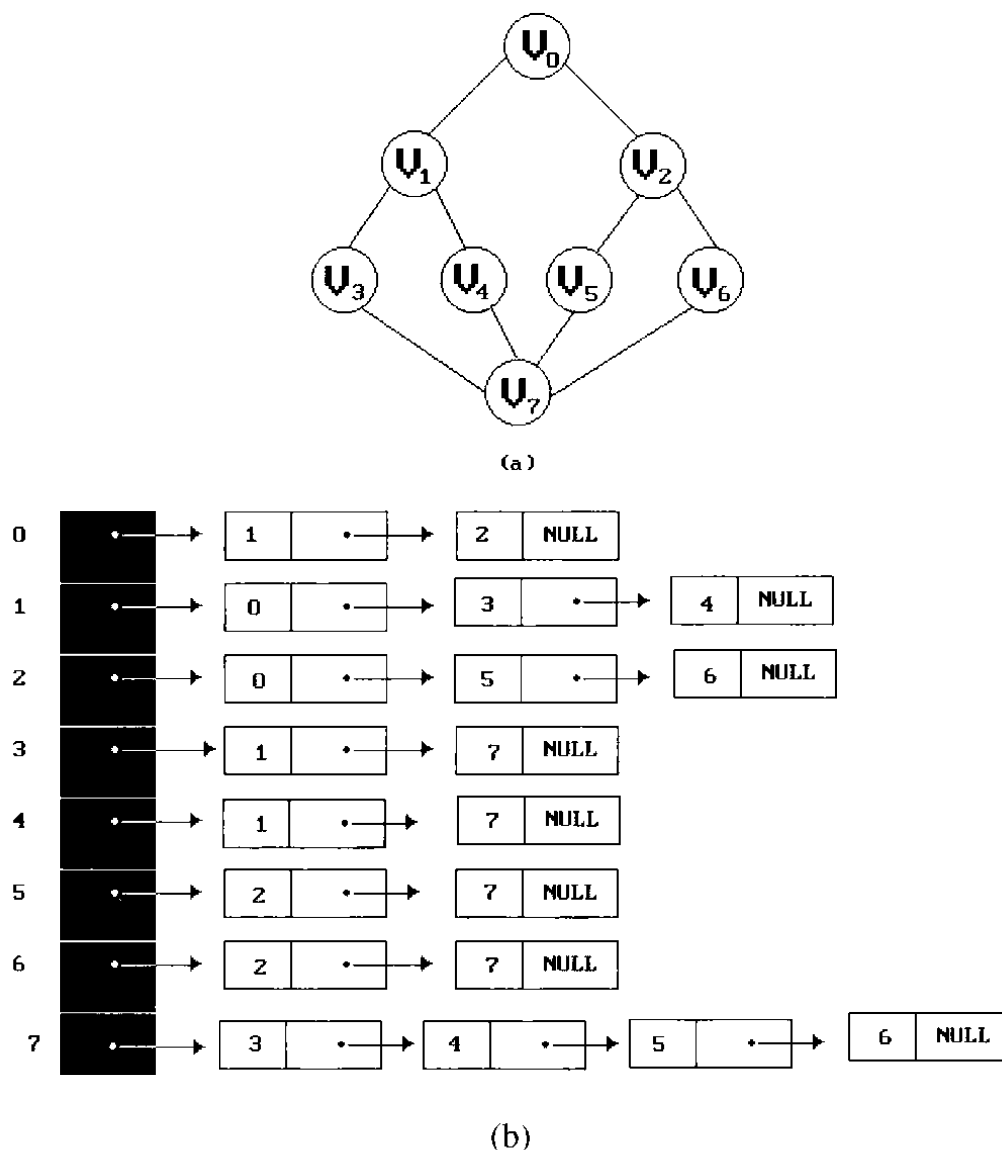 V0
V1 V2
V3 V4 V5 V6
V7
(a)
0 1 2 NULL
1 0 3 4 NULL
2 0 5 6 NULL
3 1 7 NULL
4 1 7 NULL
5 2 7 NULL
6 2 7 NULL
7 3 4 5 6 NULL
(b)